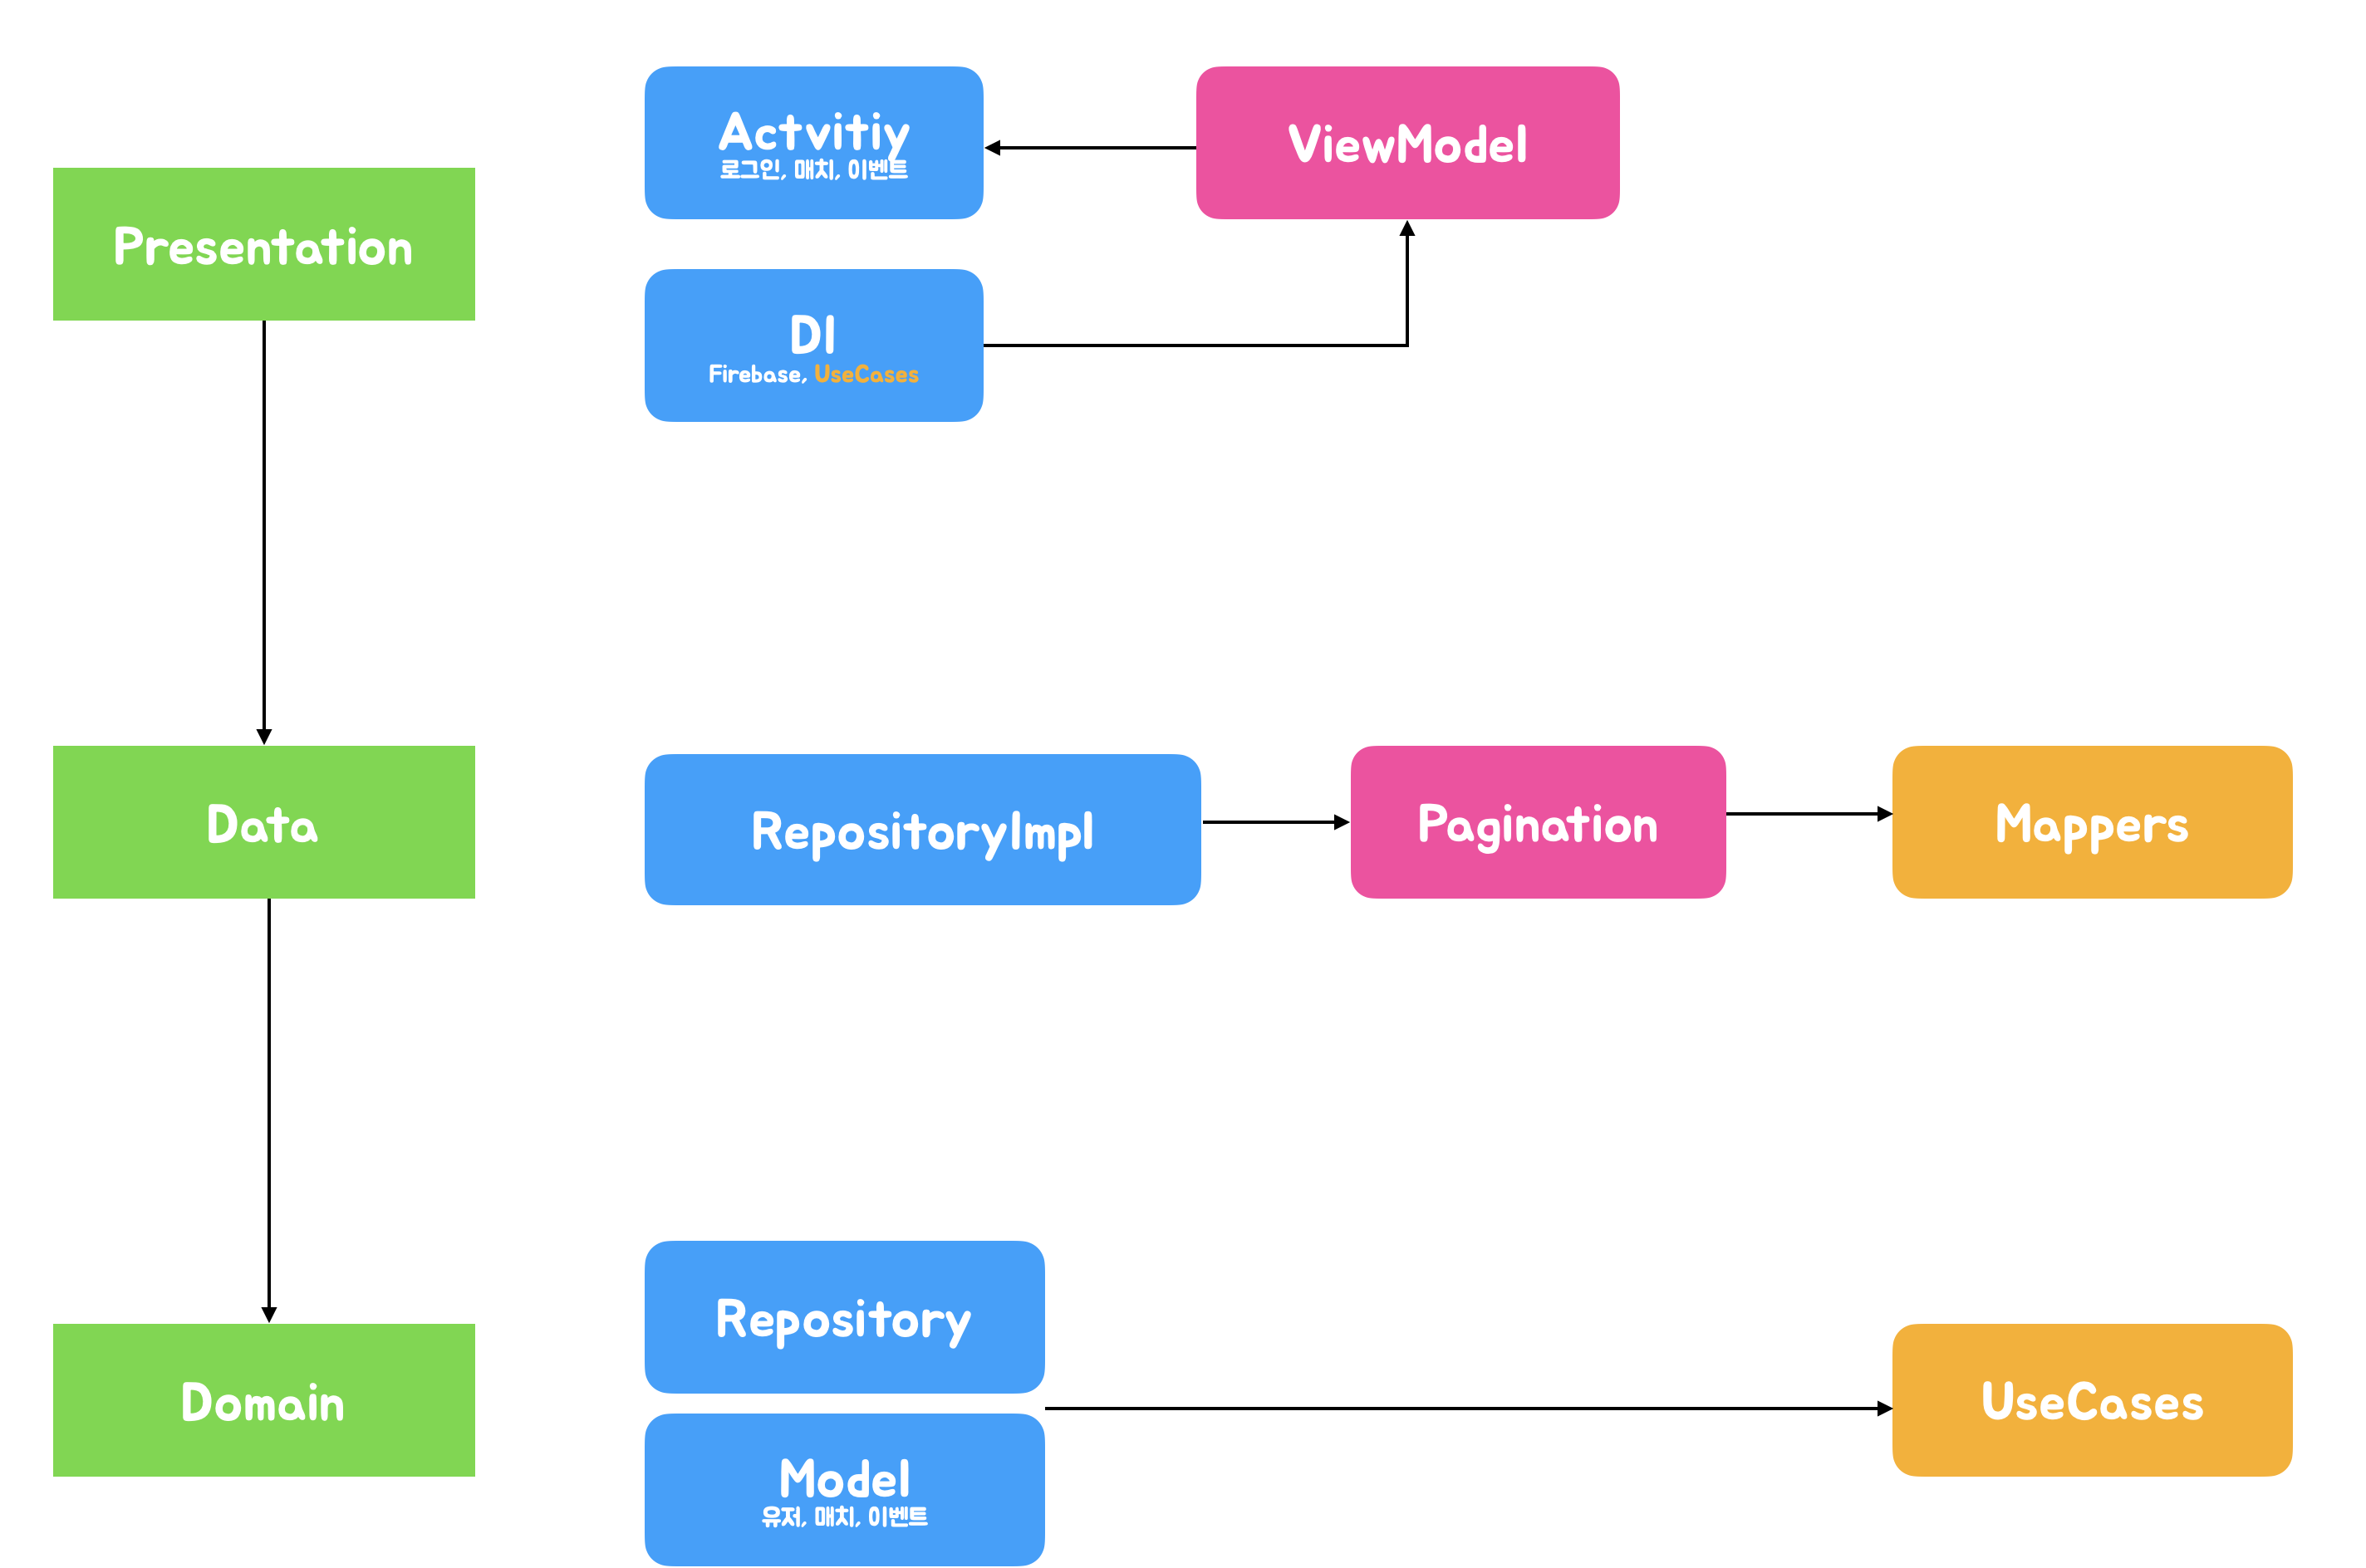 Presentation
Actvitiy
로그인, 매치, 이벤트
ViewModel
DI
Firebase, UseCases
Data
RepositoryImpl
Pagination
Mappers
Domain
Repository
Model
유저, 매치, 이벤트
UseCases